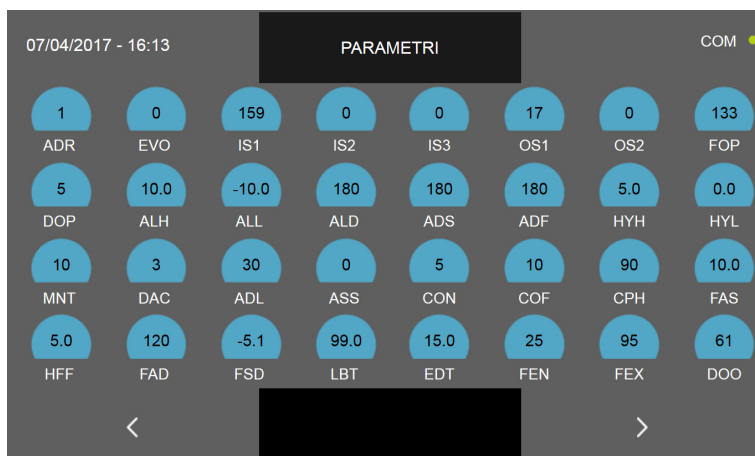 07/04/2017 - 16:13 PARAMETRI COM
1 0 159 0 0 17 0 133
ADR EVO IS1 IS2 IS3 OS1 OS2 FOP
5 10.0 -10.0 180 180 180 5.0 0.0
DOP ALH ALL ALD ADS ADF HYH HYL
10 3 30 0 5 10 90 10.0
MNT DAC ADL ASS CON COF CPH FAS
5.0 120 -5.1 99.0 15.0 25 95 61
HFF FAD FSD LBT EDT FEN FEX DOO